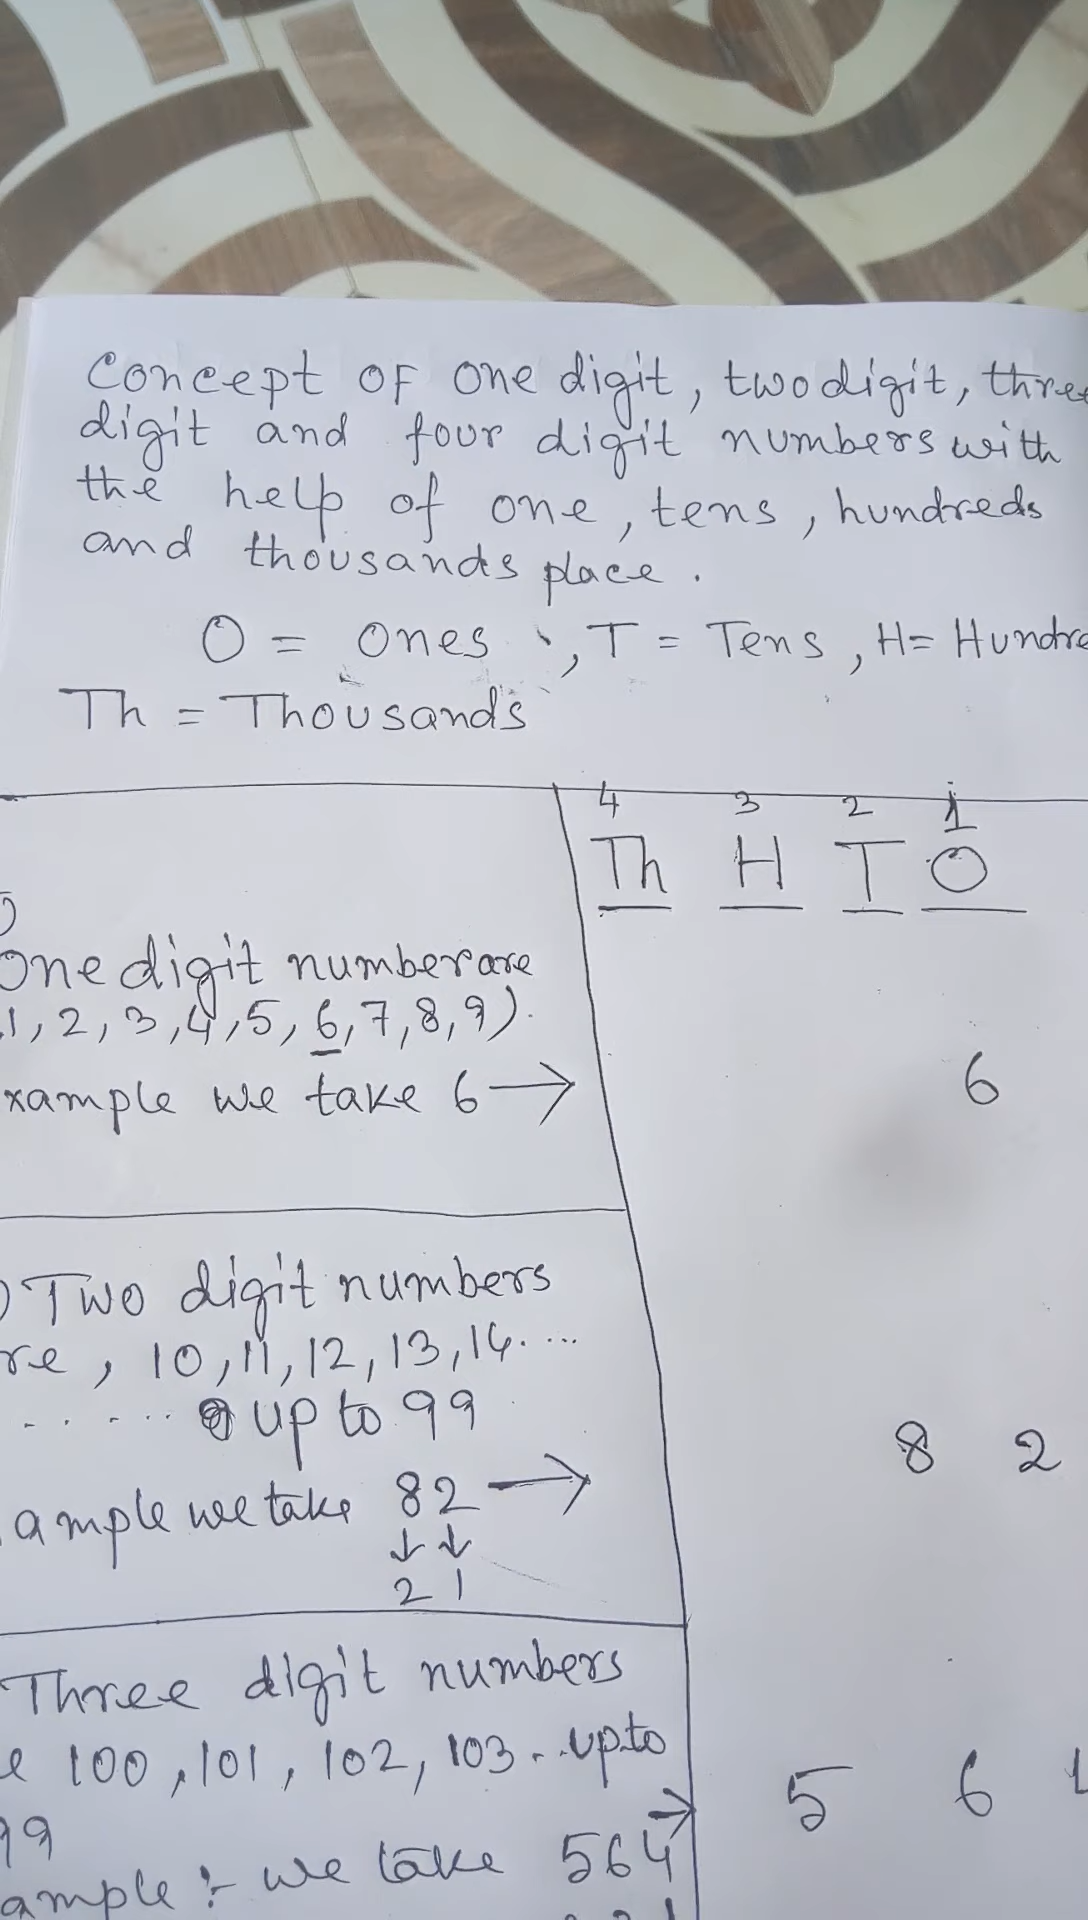 Concept OF one digit, two digit, three
digit and four digit numbers with
the help of one, tens, hundreds
and thousands place.
O = Ones, T = Tens, H= Hundre
Th = Thousands
4 3 2 1
Th H T O
One digit number are
1, 2, 3, 4, 5, 6, 7, 8, 9).
xample we take 6 → 6
) Two digit numbers
re, 10, 11, 12, 13, 14. ...
..... up to 99
ample we take 82 → 8 2
↓ ↓
2 1
Three digit numbers
e 100, 101, 102, 103... upto
99
→ 5 6
ample :- we take 564